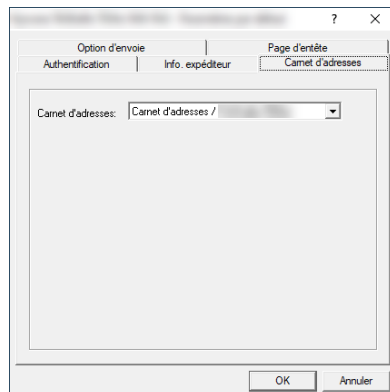 ?
Option d'envoie
Page d'entête
Authentification
Info. expéditeur
Carnet d'adresses
Carnet d'adresses:
Carnet d'adresses /
OK
Annuler